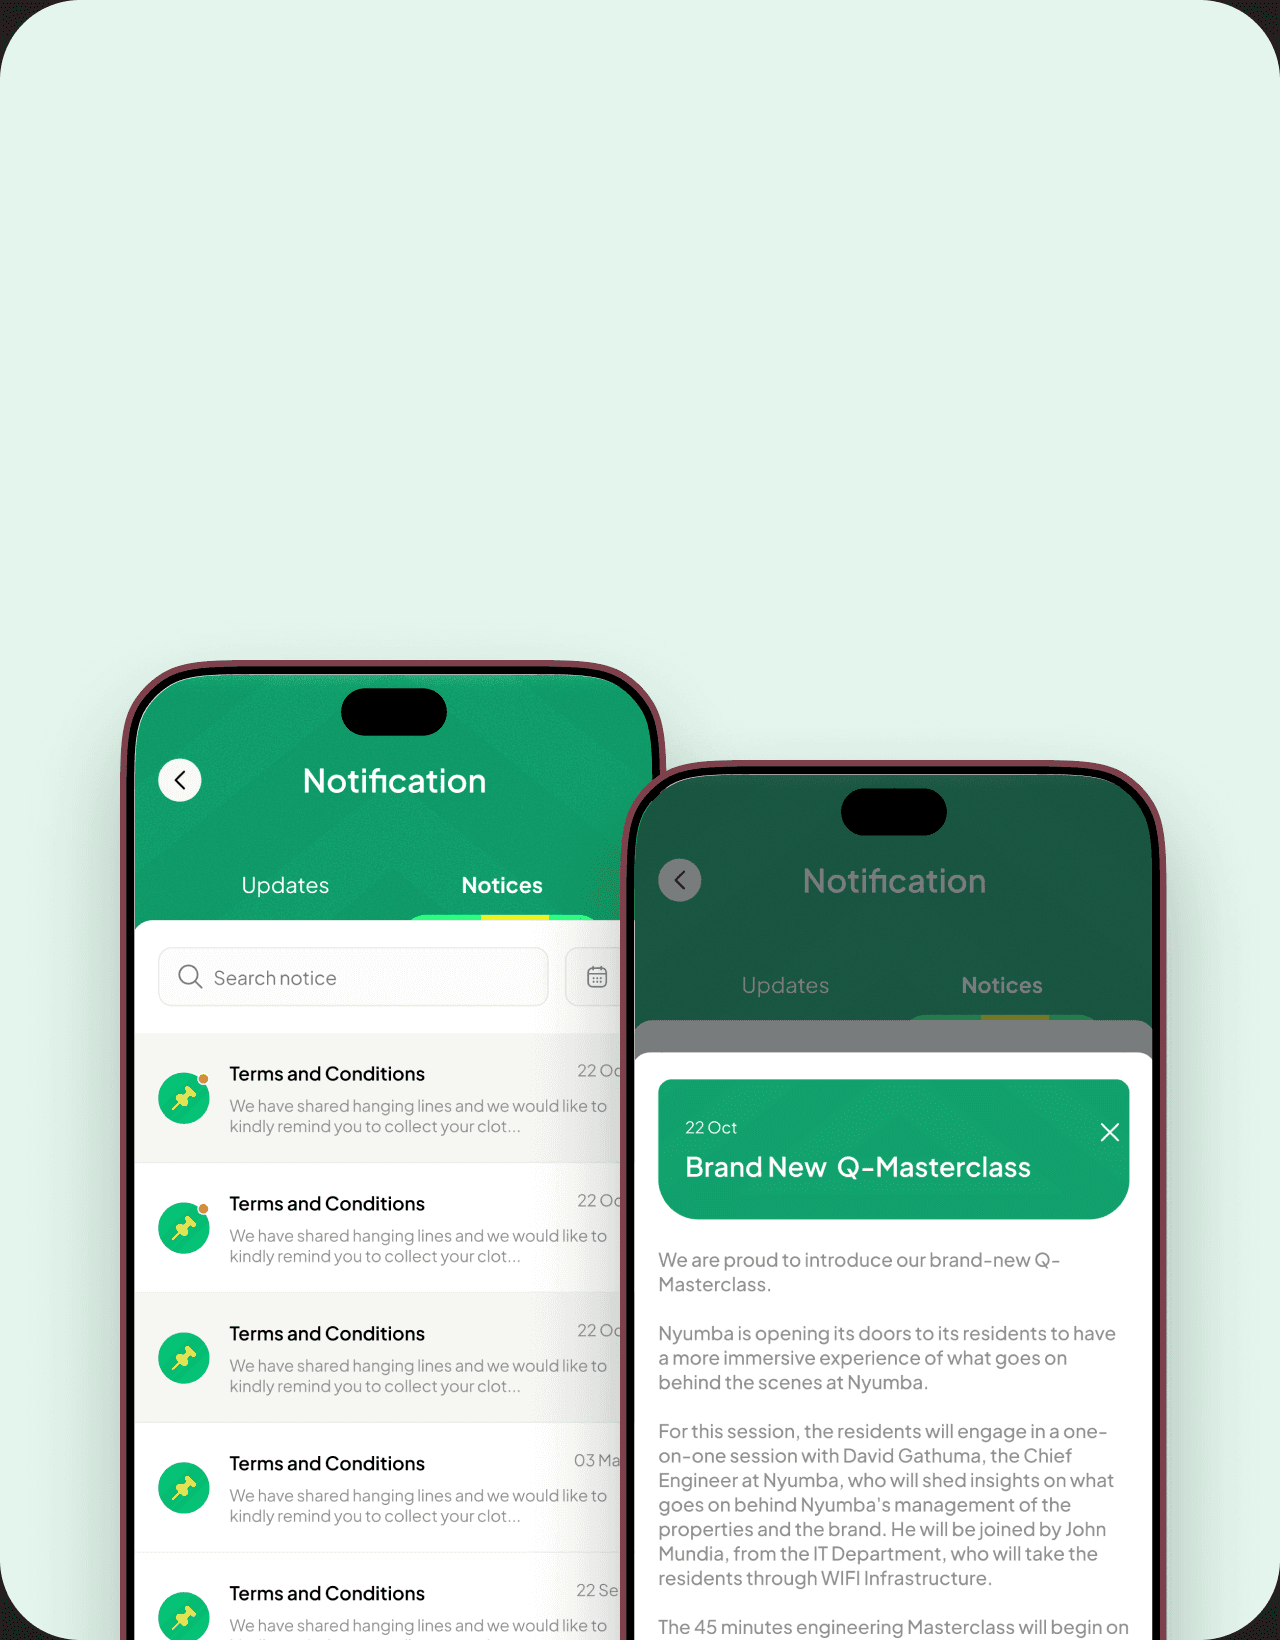 Notification
Updates
Notices
Search notice
Terms and Conditions
22
We have shared hanging lines and we would like to
kindly remind you to collect your clot...
Terms and Conditions
22
We have shared hanging lines and we would like to
kindly remind you to collect your clot...
Terms and Conditions
22
We have shared hanging lines and we would like to
kindly remind you to collect your clot...
Terms and Conditions
03
We have shared hanging lines and we would like to
kindly remind you to collect your clot...
Terms and Conditions
22
We have shared hanging lines and we would like to
Notification
Updates
Notices
22 Oct
Brand New Q-Masterclass
We are proud to introduce our brand-new Q-
Masterclass.
Nyumba is opening its doors to its residents to have
a more immersive experience of what goes on
behind the scenes at Nyumba.
For this session, the residents will engage in a one-
on-one session with David Gathuma, the Chief
Engineer at Nyumba, who will shed insights on what
goes on behind Nyumba's management of the
properties and the brand. He will be joined by John
Mundia, from the IT Department, who will take the
residents through WIFI Infrastructure.
The 45 minutes engineering Masterclass will begin on